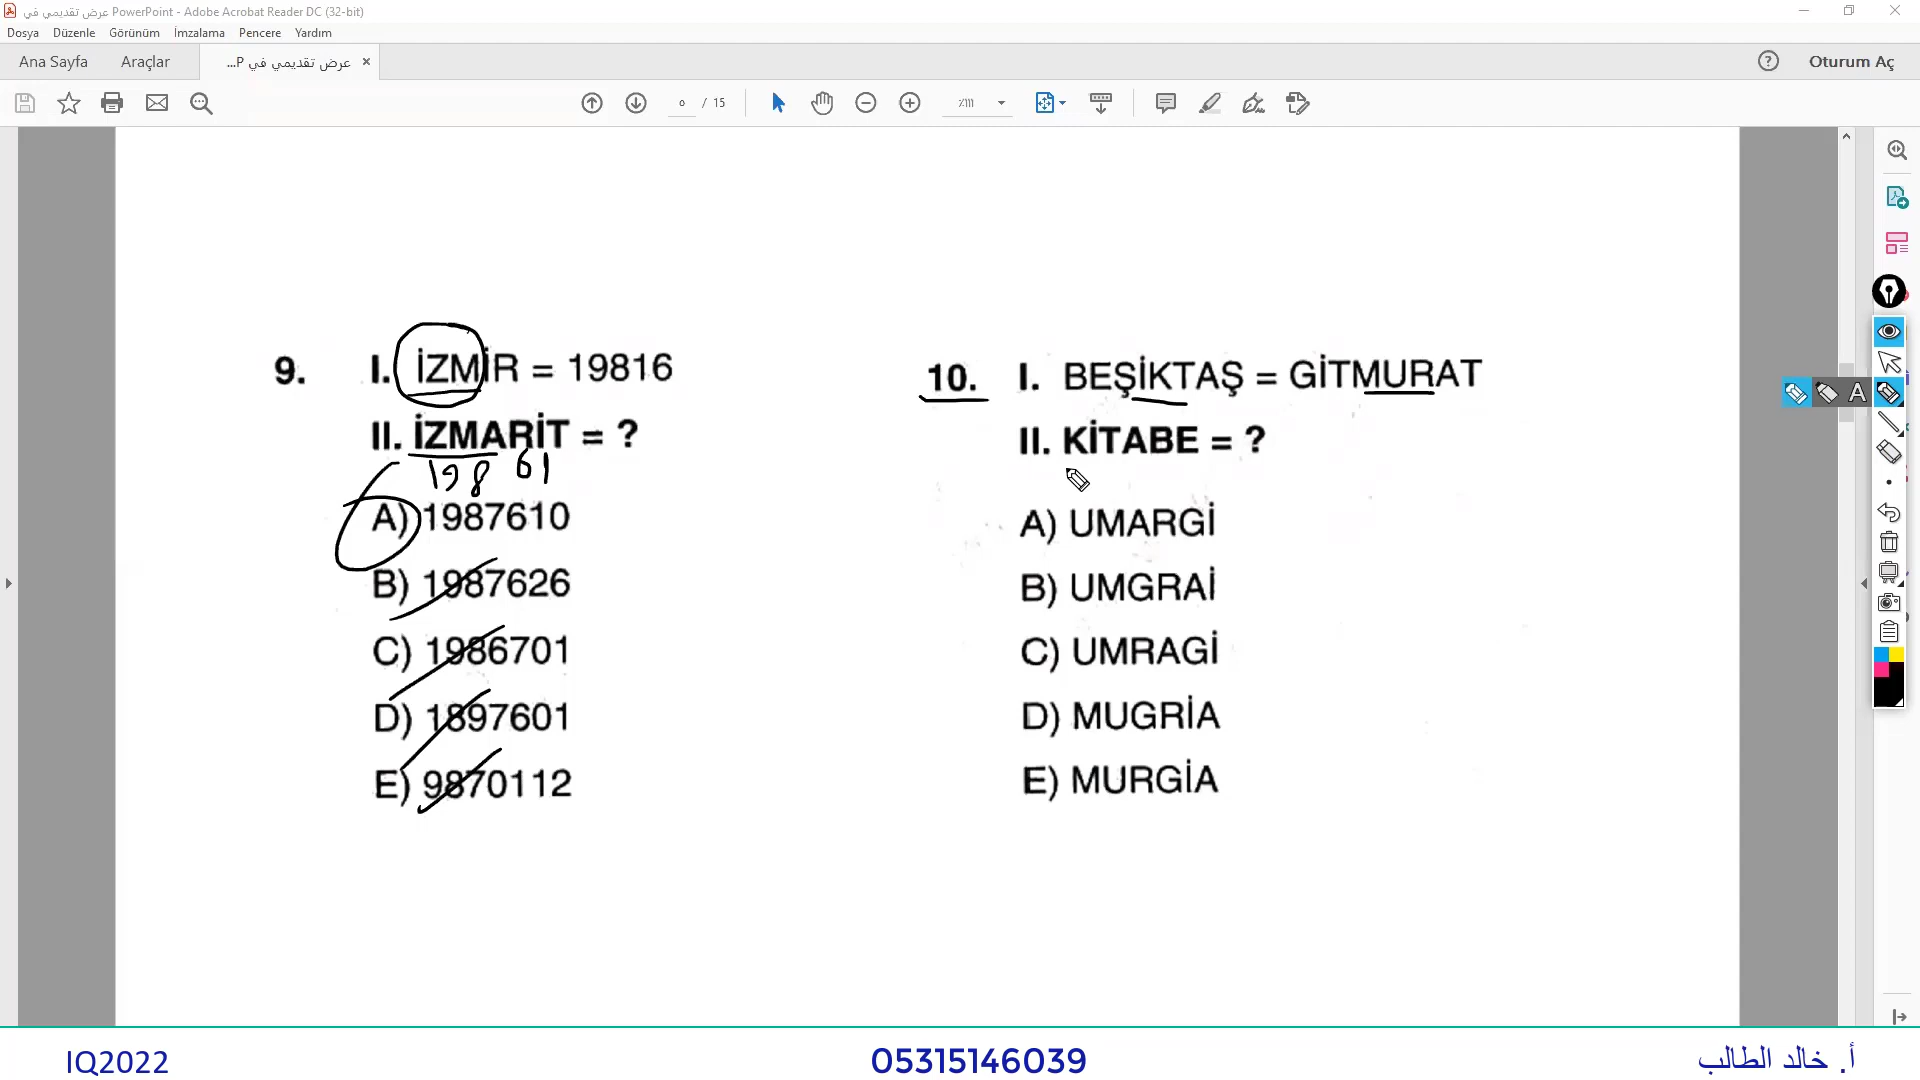 عرض تقديمي في PowerPoint - Adobe Acrobat Reader DC (32-bit)
Dosya Düzenle Görünüm İmzalama Pencere Yardım
Ana Sayfa Araçlar عرض تقديمي في P... × Oturum Aç
٥ / 15 ٪۱۱۱
9. I. İZMİR = 19816
II. İZMARİT = ?
198 61
A) 1987610
B) 1987626
C) 1986701
D) 1897601
E) 9870112
10. I. BEŞİKTAŞ = GİTMURAT
II. KİTABE = ?
A) UMARGİ
B) UMGRAİ
C) UMRAGİ
D) MUGRİA
E) MURGİA
A
IQ2022 05315146039 أ. خالد الطالب